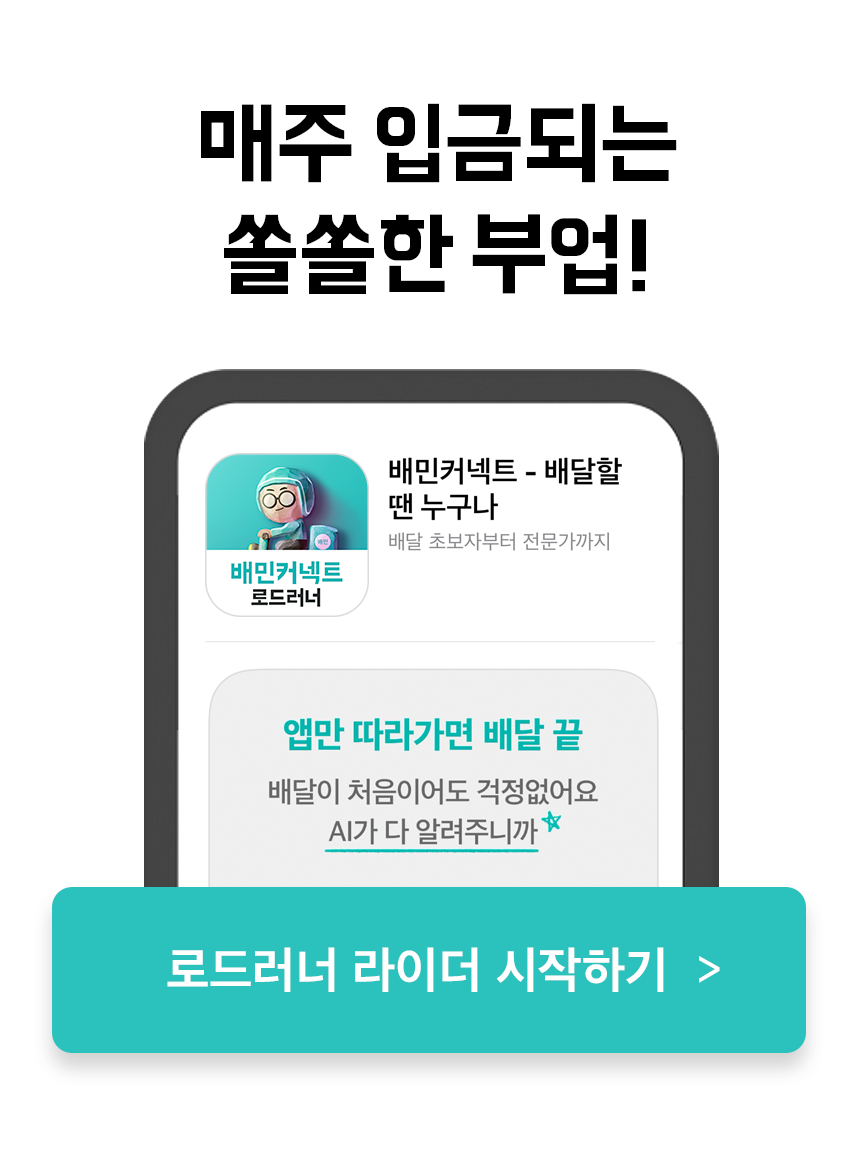 매주 입금되는
쏠쏠한 부업!
배민커넥트 - 배달할
땐 누구나
배달 초보자부터 전문가까지
배민
배민커넥트
로드러너
앱만 따라가면 배달 끝
배달이 처음이어도 걱정없어요
AI가 다 알려주니까
로드러너 라이더 시작하기 >